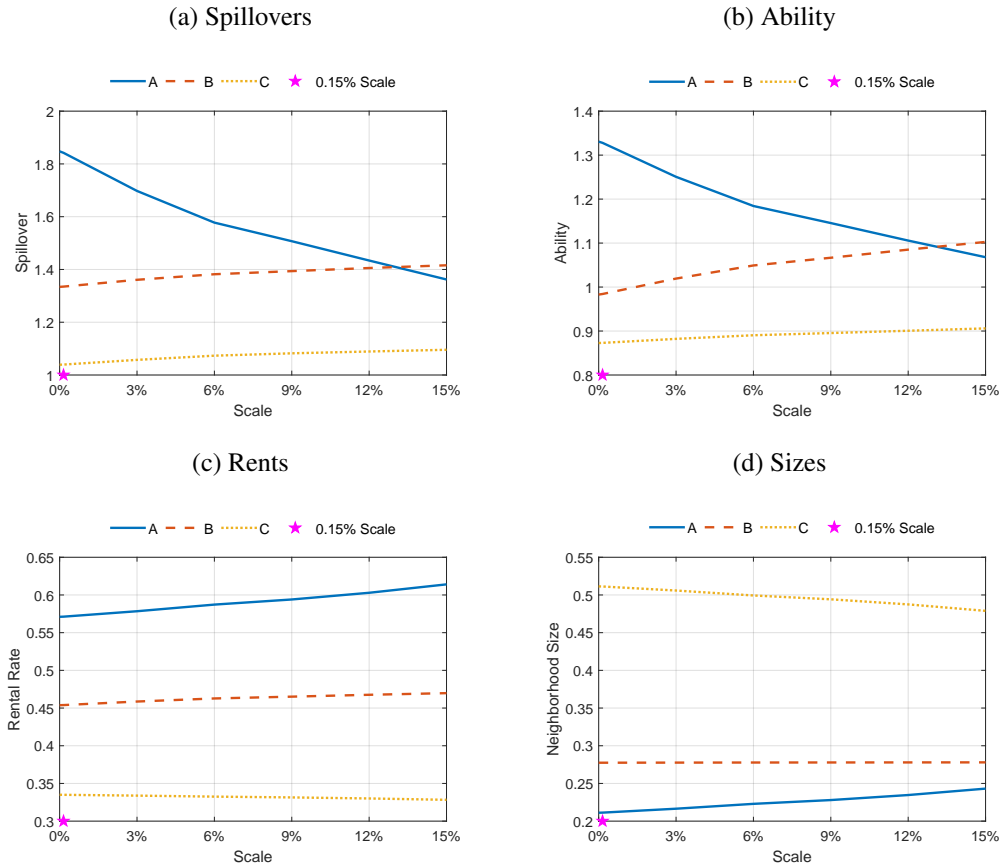 (a) Spillovers
A B C 0.15% Scale
2
1.8
1.6
1.4
1.2
1
Spillover
0% 3% 6% 9% 12% 15%
Scale
(b) Ability
A B C 0.15% Scale
1.4
1.3
1.2
1.1
1
0.9
0.8
Ability
0% 3% 6% 9% 12% 15%
Scale
(c) Rents
A B C 0.15% Scale
0.65
0.6
0.55
0.5
0.45
0.4
0.35
0.3
Rental Rate
0% 3% 6% 9% 12% 15%
Scale
(d) Sizes
A B C 0.15% Scale
0.55
0.5
0.45
0.4
0.35
0.3
0.25
0.2
Neighborhood Size
0% 3% 6% 9% 12% 15%
Scale